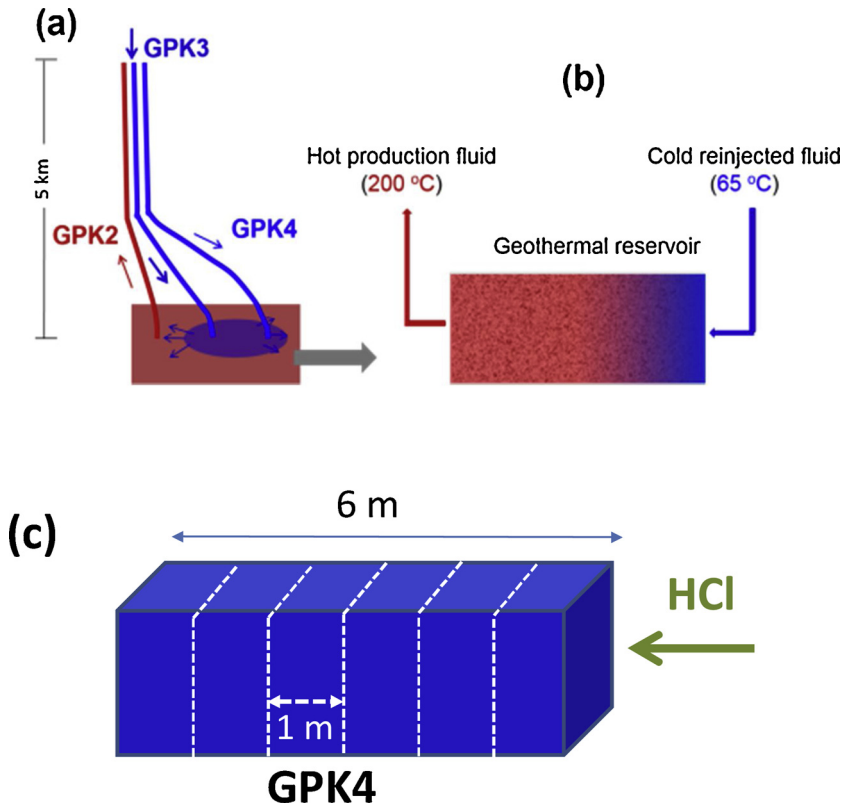 (a)
GPK3
5 km
GPK2
GPK4
(b)
Hot production fluid
(200 °C)
Cold reinjected fluid
(65 °C)
Geothermal reservoir
(c)
6 m
HCl
1 m
GPK4